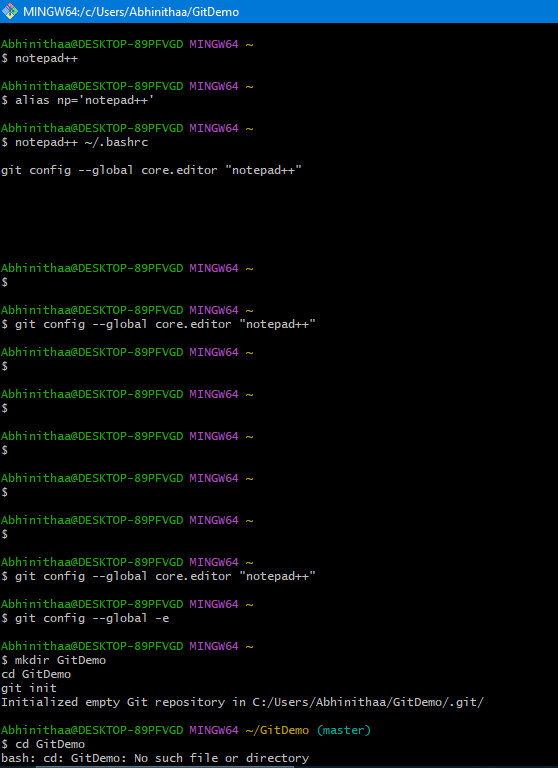 MINGW64:/c/Users/Abhinithaa/GitDemo
Abhinithaa@DESKTOP-89PFVGD MINGW64 ~
$ notepad++
Abhinithaa@DESKTOP-89PFVGD MINGW64 ~
$ alias np='notepad++'
Abhinithaa@DESKTOP-89PFVGD MINGW64 ~
$ notepad++ ~/.bashrc
git config --global core.editor "notepad++"
Abhinithaa@DESKTOP-89PFVGD MINGW64 ~
$
Abhinithaa@DESKTOP-89PFVGD MINGW64 ~
$ git config --global core.editor "notepad++"
Abhinithaa@DESKTOP-89PFVGD MINGW64 ~
$
Abhinithaa@DESKTOP-89PFVGD MINGW64 ~
$
Abhinithaa@DESKTOP-89PFVGD MINGW64 ~
$
Abhinithaa@DESKTOP-89PFVGD MINGW64 ~
$
Abhinithaa@DESKTOP-89PFVGD MINGW64 ~
$
Abhinithaa@DESKTOP-89PFVGD MINGW64 ~
$ git config --global core.editor "notepad++"
Abhinithaa@DESKTOP-89PFVGD MINGW64 ~
$ git config --global -e
Abhinithaa@DESKTOP-89PFVGD MINGW64 ~
$ mkdir GitDemo
cd GitDemo
git init
Initialized empty Git repository in C:/Users/Abhinithaa/GitDemo/.git/
Abhinithaa@DESKTOP-89PFVGD MINGW64 ~/GitDemo (master)
$ cd GitDemo
bash: cd: GitDemo: No such file or directory